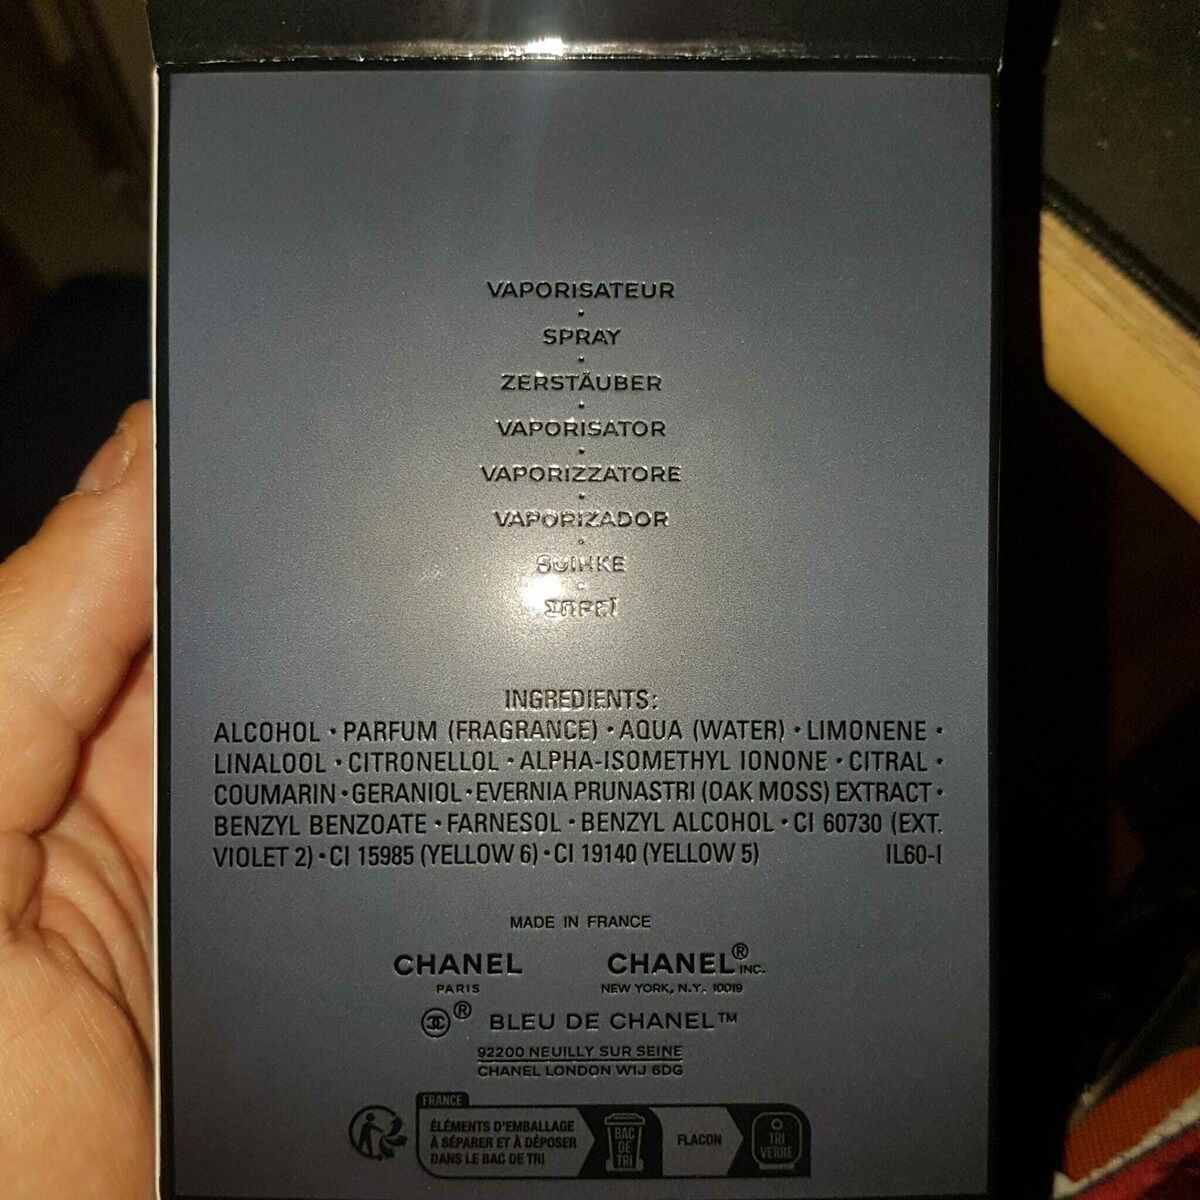 VAPORISATEUR
•
SPRAY
•
ZERSTÄUBER
•
VAPORISATOR
•
VAPORIZZATORE
•
VAPORIZADOR
•
SUIHKE
•
ΣΠΡΕΪ
INGREDIENTS:
ALCOHOL • PARFUM (FRAGRANCE) • AQUA (WATER) • LIMONENE •
LINALOOL • CITRONELLOL • ALPHA-ISOMETHYL IONONE • CITRAL •
COUMARIN • GERANIOL • EVERNIA PRUNASTRI (OAK MOSS) EXTRACT •
BENZYL BENZOATE • FARNESOL • BENZYL ALCOHOL • CI 60730 (EXT.
VIOLET 2) • CI 15985 (YELLOW 6) • CI 19140 (YELLOW 5) IL60-1
MADE IN FRANCE
CHANEL CHANEL® INC.
PARIS NEW YORK, N.Y. 10019
® BLEU DE CHANEL™
92200 NEUILLY SUR SEINE
CHANEL LONDON W1J 6DG
FRANCE
ÉLÉMENTS D'EMBALLAGE
À SÉPARER ET À DÉPOSER
DANS LE BAC DE TRI
BAC
DE
TRI
FLACON
TRI
VERRE